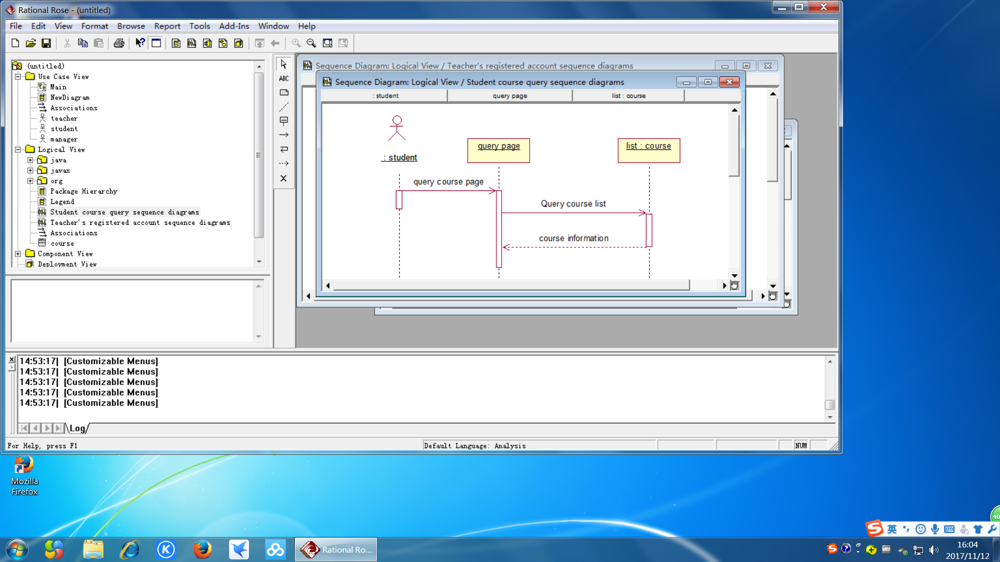 Rational Rose - (untitled)
File Edit View Format Browse Report Tools Add-Ins Window Help
(untitled)
Use Case View
Main
NewDiagram
Associations
teacher
student
manager
Logical View
java
javax
org
Package Hierarchy
Legend
Student course query sequence diagrams
Teacher's registered account sequence diagrams
Associations
course
Component View
Deployment View
ABC
Sequence Diagram: Logical View / Teacher's registered account sequence diagrams
Sequence Diagram: Logical View / Student course query sequence diagrams
: student query page list : course
query page list : course
: student
query course page
Query course list
course information
14:53:17| [Customizable Menus]
14:53:17| [Customizable Menus]
14:53:17| [Customizable Menus]
14:53:17| [Customizable Menus]
14:53:17| [Customizable Menus]
Log
For Help, press F1
Default Language: Analysis
NUM
Mozilla
Firefox
40
英
Rational Ro...
16:04
2017/11/12